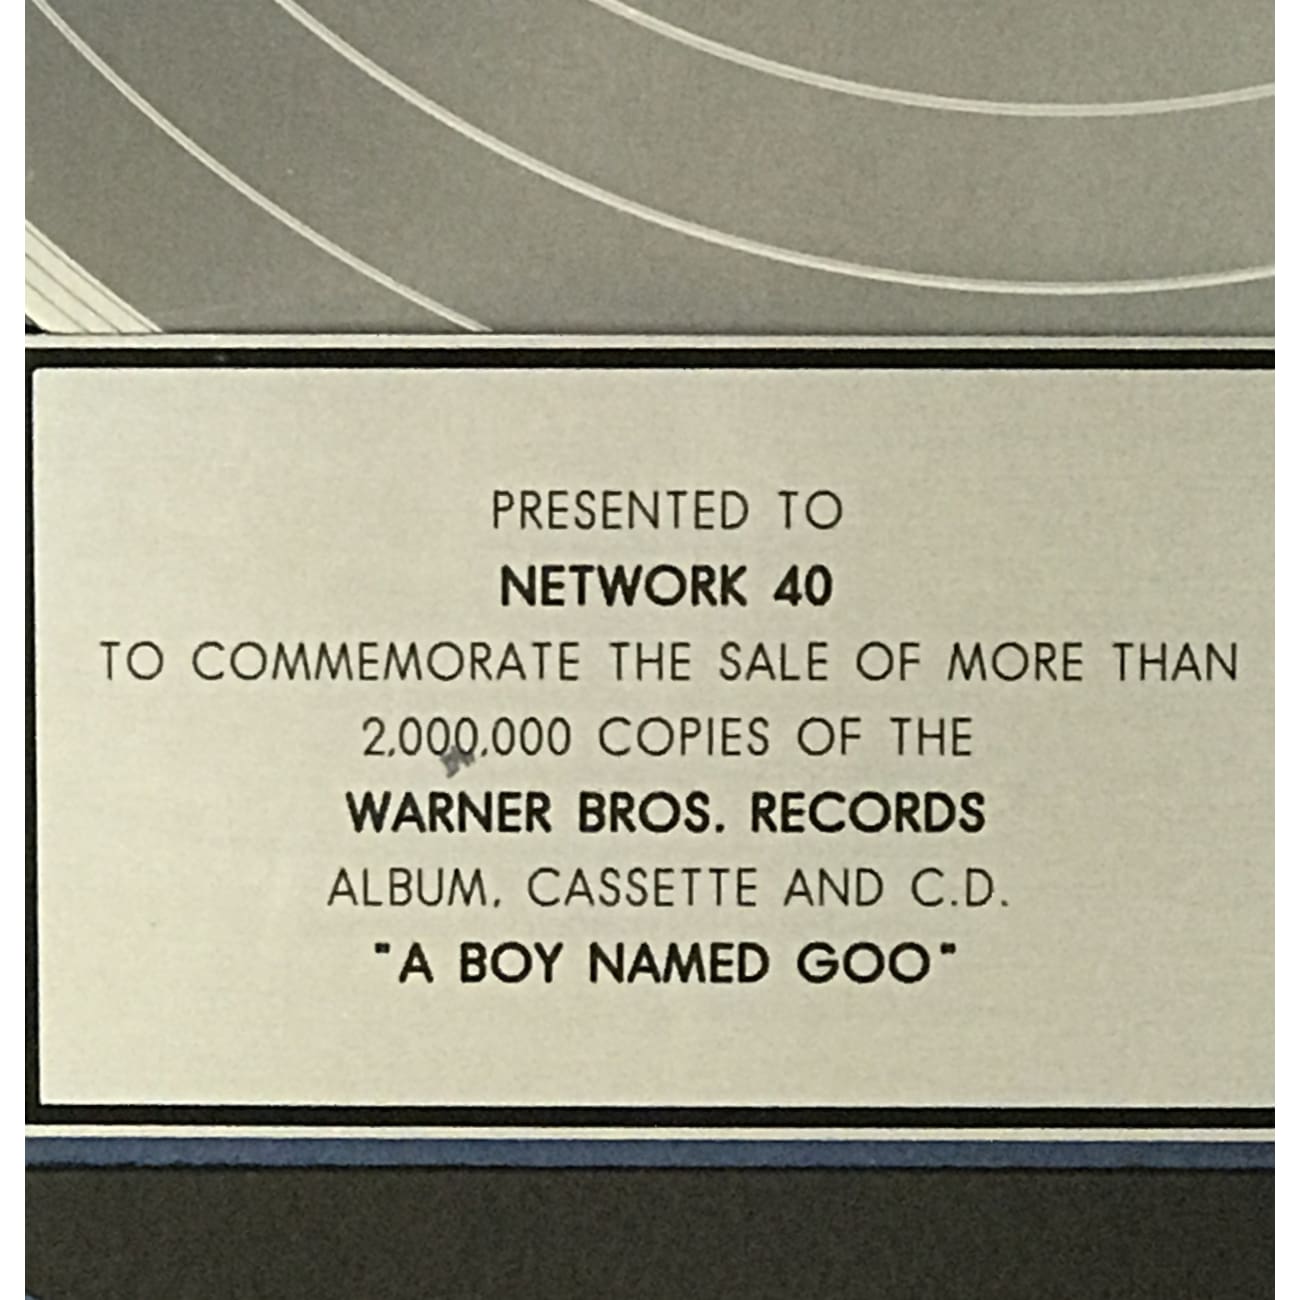 PRESENTED TO
NETWORK 40
TO COMMEMORATE THE SALE OF MORE THAN
2,000,000 COPIES OF THE
WARNER BROS. RECORDS
ALBUM, CASSETTE AND C.D.
"A BOY NAMED GOO"